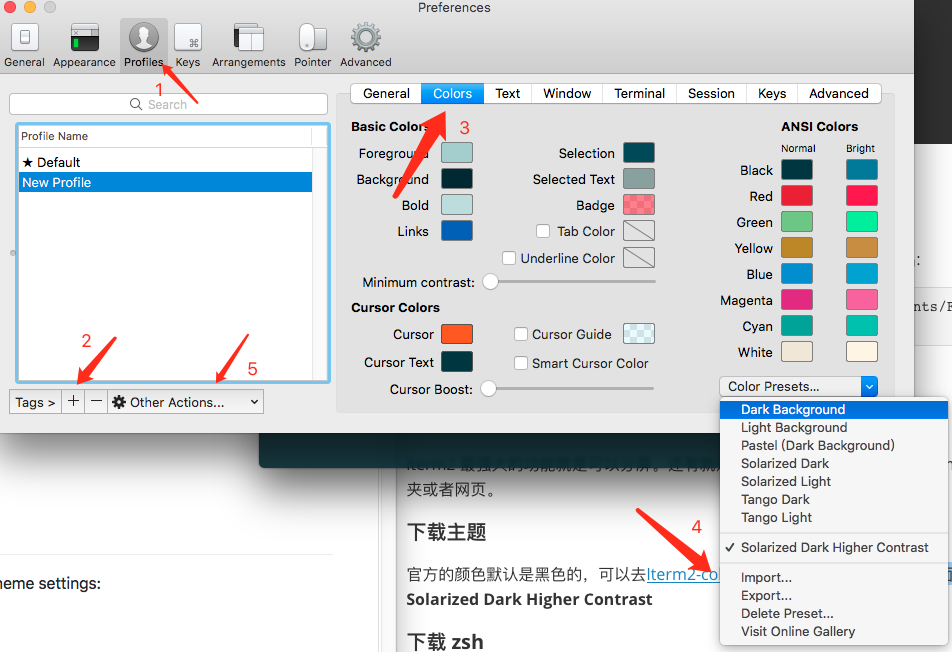 Preferences
General Appearance Profiles Keys Arrangements Pointer Advanced
1
Search
Profile Name
★ Default
New Profile
2
5
Tags > + − Other Actions...
General Colors Text Window Terminal Session Keys Advanced
3
Basic Colors
Foreground
Background
Bold
Links
Selection
Selected Text
Badge
Tab Color
Underline Color
Minimum contrast:
Cursor Colors
Cursor
Cursor Text
Cursor Guide
Smart Cursor Color
Cursor Boost:
ANSI Colors
Normal Bright
Black
Red
Green
Yellow
Blue
Magenta
Cyan
White
Color Presets...
Dark Background
Light Background
Pastel (Dark Background)
Solarized Dark
Solarized Light
Tango Dark
Tango Light
✓ Solarized Dark Higher Contrast
Import...
Export...
Delete Preset...
Visit Online Gallery
4
夹或者网页。
下载主题
官方的颜色默认是黑色的，可以去Iterm2-co
Solarized Dark Higher Contrast
下载 zsh
eme settings:
nts/E